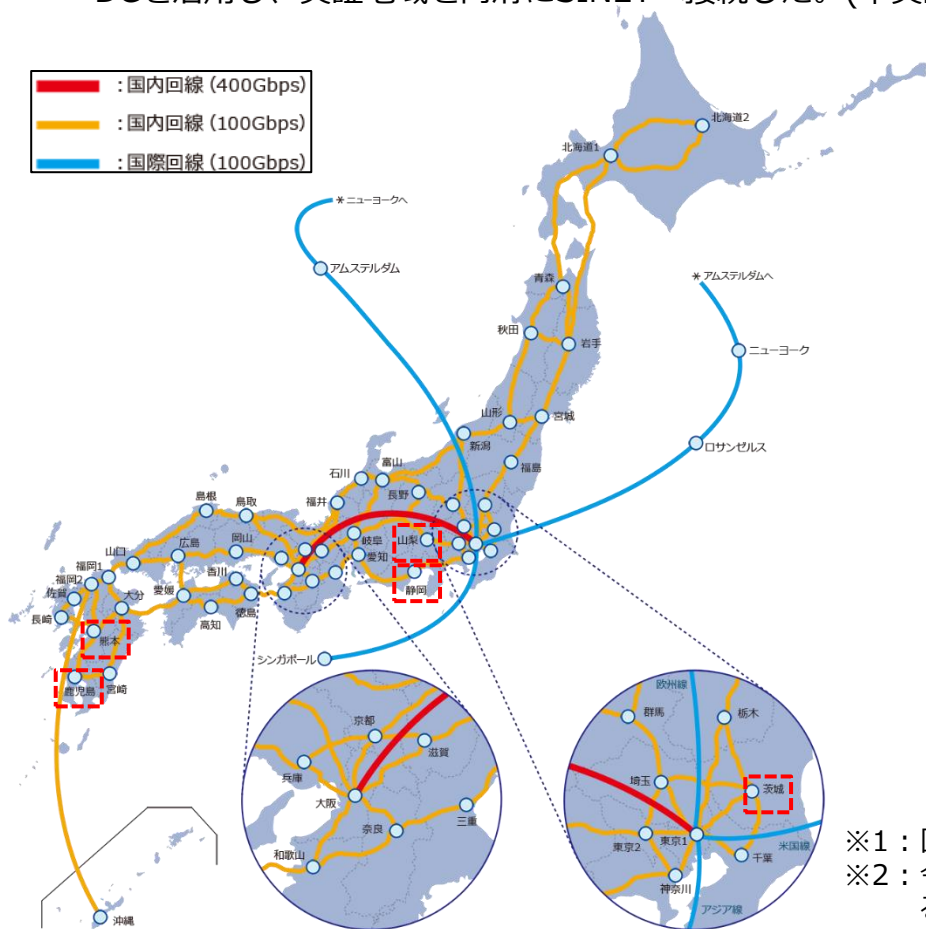 ：国内回線（400Gbps）
：国内回線（100Gbps）
：国際回線（100Gbps）
北海道2
北海道1
＊ニューヨークへ
アムステルダム
＊アムステルダムへ
青森
秋田
岩手
ニューヨーク
山形
宮城
新潟
ロサンゼルス
福島
富山
石川
長野
福井
島根
鳥取
広島
岡山
岐阜
山梨
愛知
山口
福岡1
福岡2
香川
静岡
佐賀
大分
愛媛
徳島
長崎
高知
熊本
シンガポール
鹿児島
宮崎
京都
滋賀
兵庫
大阪
奈良
三重
和歌山
欧州線
群馬
栃木
埼玉
茨城
東京2
東京1
米国線
千葉
神奈川
アジア線
沖縄
※1：
※2：